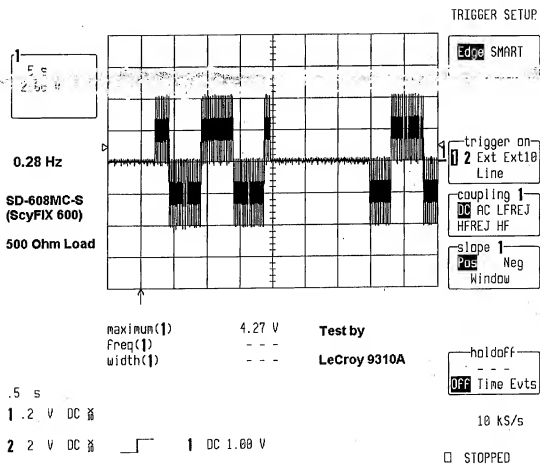 TRIGGER SETUP
1
.5 s
2.00 V
Edge SMART
0.28 Hz
SD-608MC-S
(ScyFIX 600)
500 Ohm Load
1
trigger on
1 2 Ext Ext10
Line
coupling 1
DC AC LFREJ
HFREJ HF
slope 1
Pos Neg
Window
maximum(1) 4.27 V
freq(1) - - -
width(1) - - -
Test by
LeCroy 9310A
holdoff
- - -
OFF Time Evts
.5 s
1 .2 V DC
2 2 V DC
1 DC 1.00 V
10 kS/s
STOPPED